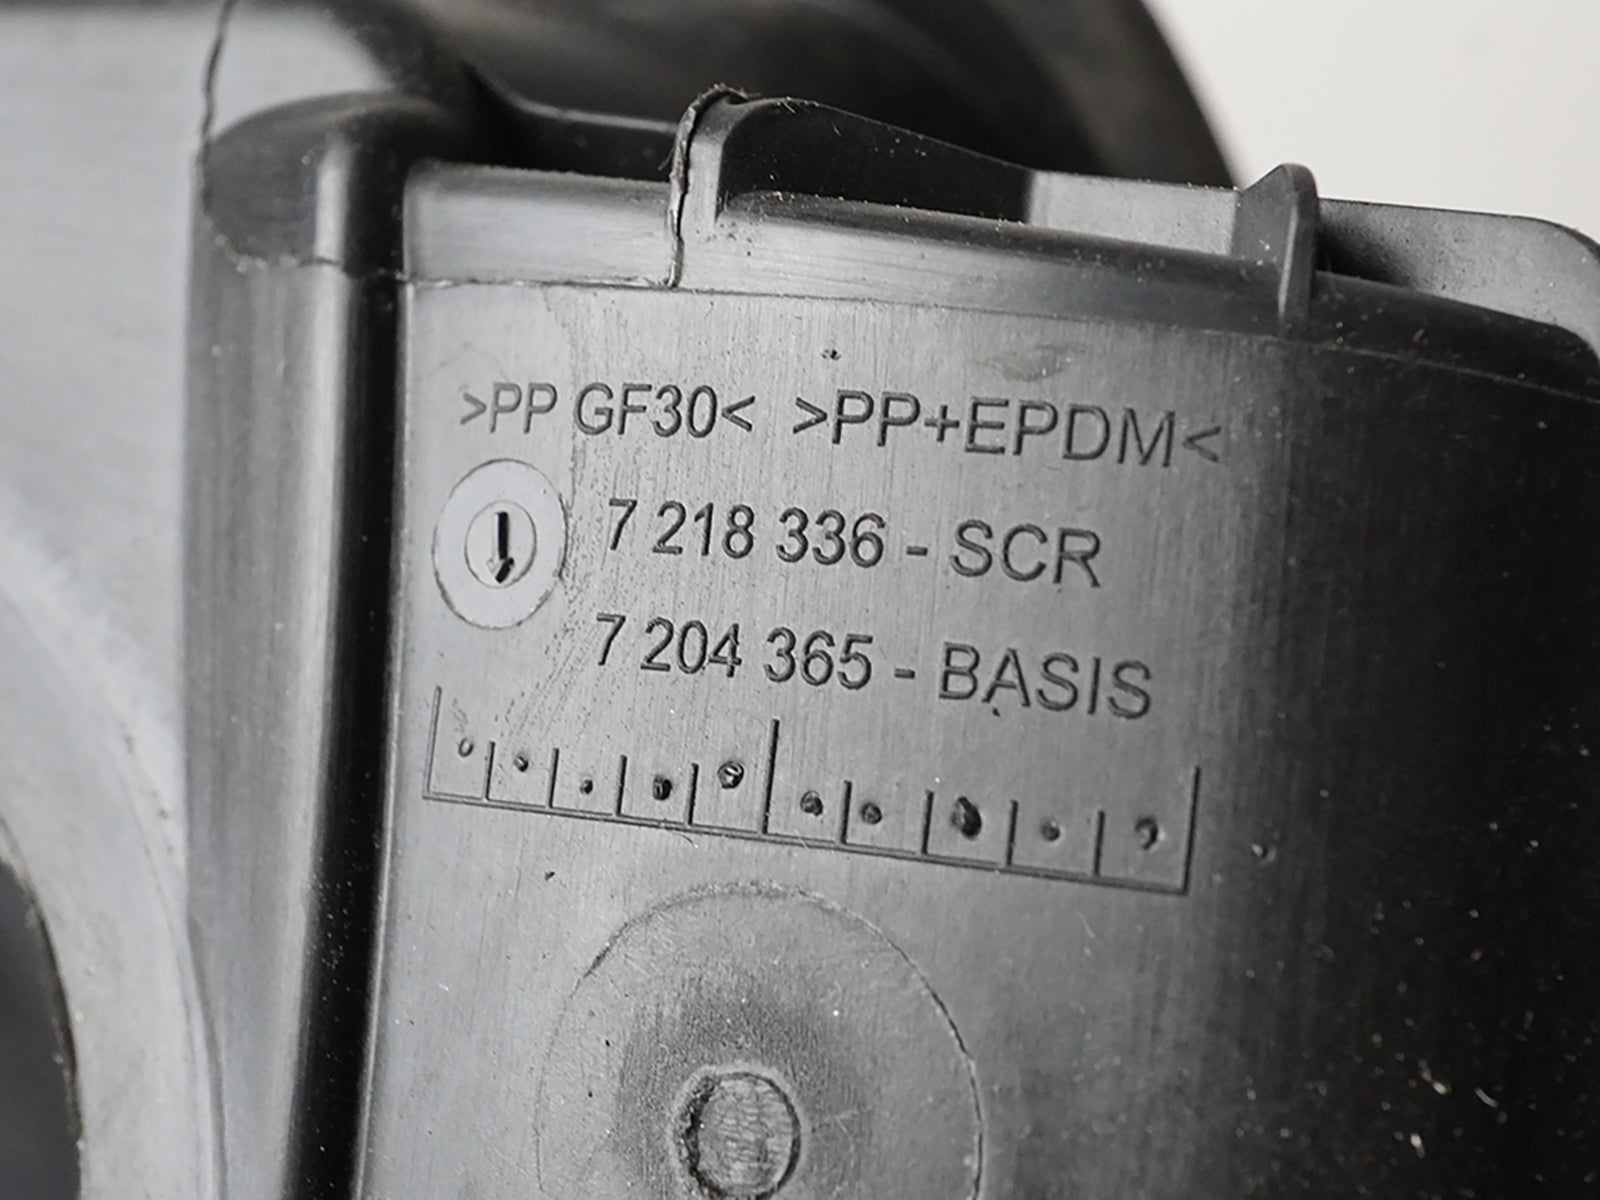 >PP GF30< >PP+EPDM<
7 218 336 - SCR
7 204 365 - BASIS